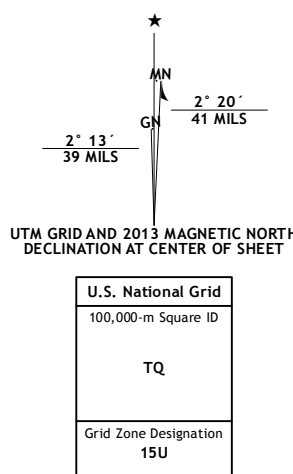 ★
MN
GN
2° 20´
41 MILS
2° 13´
39 MILS
UTM GRID AND 2013 MAGNETIC NORTH
DECLINATION AT CENTER OF SHEET
U.S. National Grid
100,000-m Square ID
TQ
Grid Zone Designation
15U